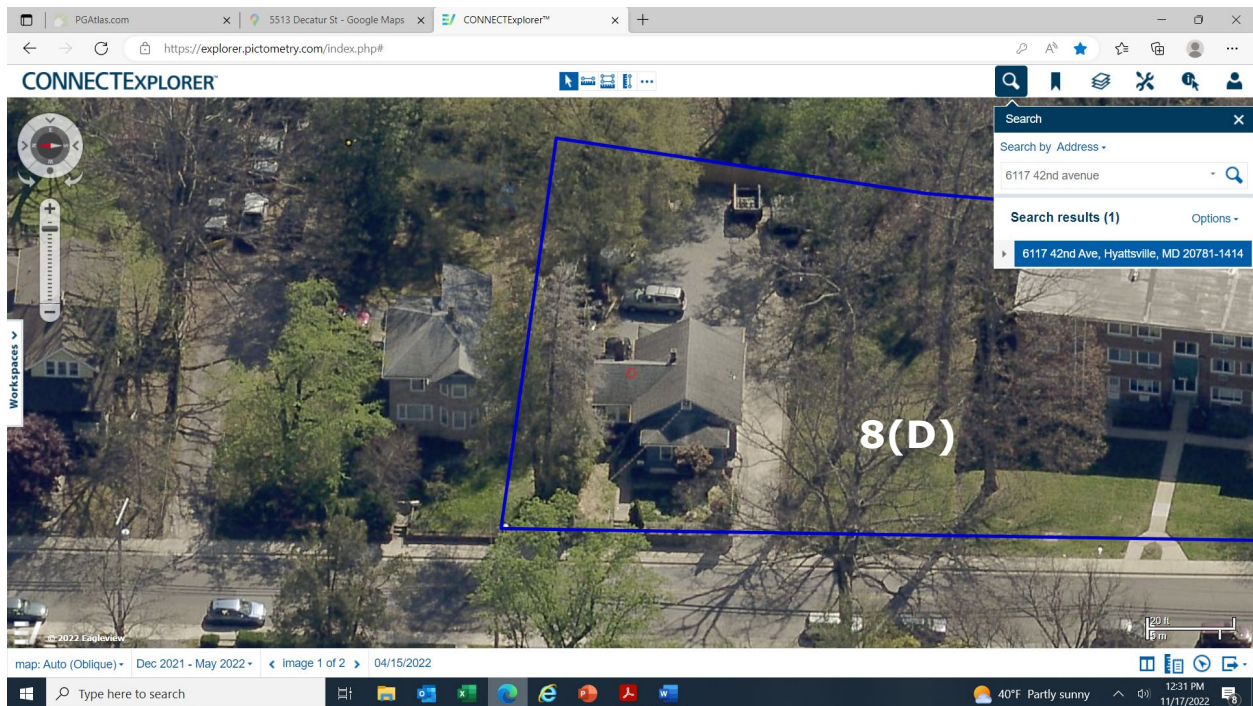 PGAtlas.com
5513 Decatur St - Google Maps
CONNECTExplorer™
https://explorer.pictometry.com/index.php#
CONNECTEXPLORER™
Search
Search by Address
6117 42nd avenue
Search results (1)
Options
6117 42nd Ave, Hyattsville, MD 20781-1414
Workspaces
8(D)
20 ft
5 m
© 2022 Eagleview
map: Auto (Oblique)
Dec 2021 - May 2022
image 1 of 2
04/15/2022
Type here to search
40°F Partly sunny
12:31 PM
11/17/2022
8